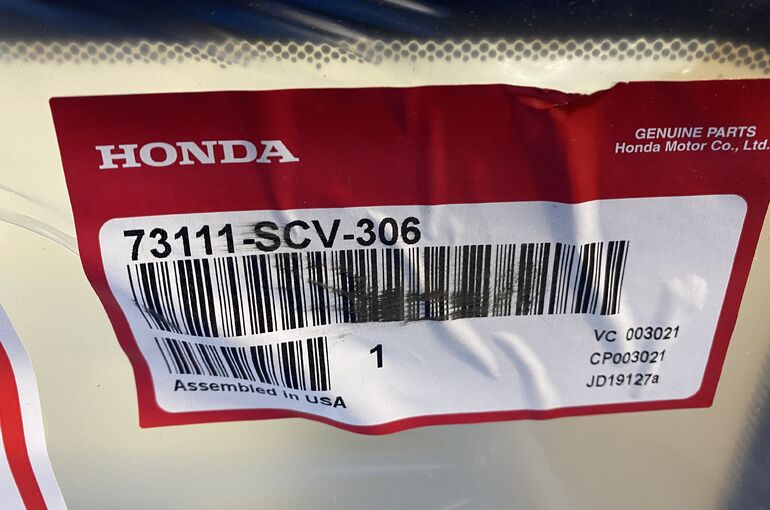 HONDA
GENUINE PARTS
Honda Motor Co., Ltd.
73111-SCV-306
1
VC 003021
CP003021
JD19127a
Assembled in USA